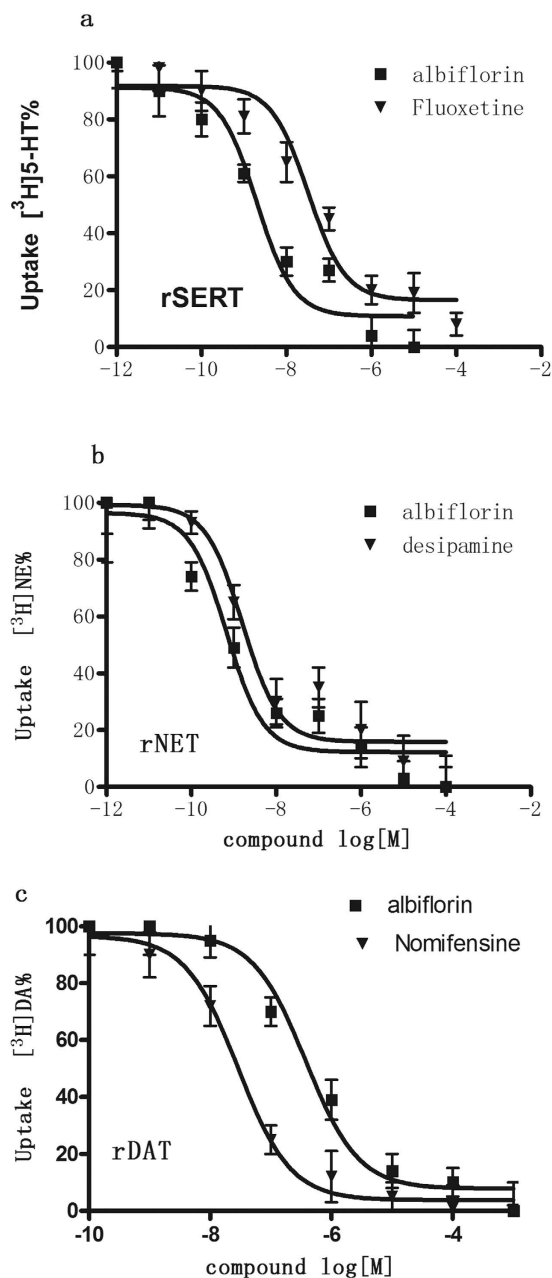 a
albiflorin
Fluoxetine
Uptake [³H]5-HT%
100
80
60
40
20
0
rSERT
-12 -10 -8 -6 -4 -2
b
albiflorin
desipamine
Uptake [³H]NE%
100
80
60
40
20
0
rNET
-12 -10 -8 -6 -4 -2
compound log[M]
c
albiflorin
Nomifensine
Uptake [³H]DA%
100
80
60
40
20
0
rDAT
-10 -8 -6 -4
compound log[M]